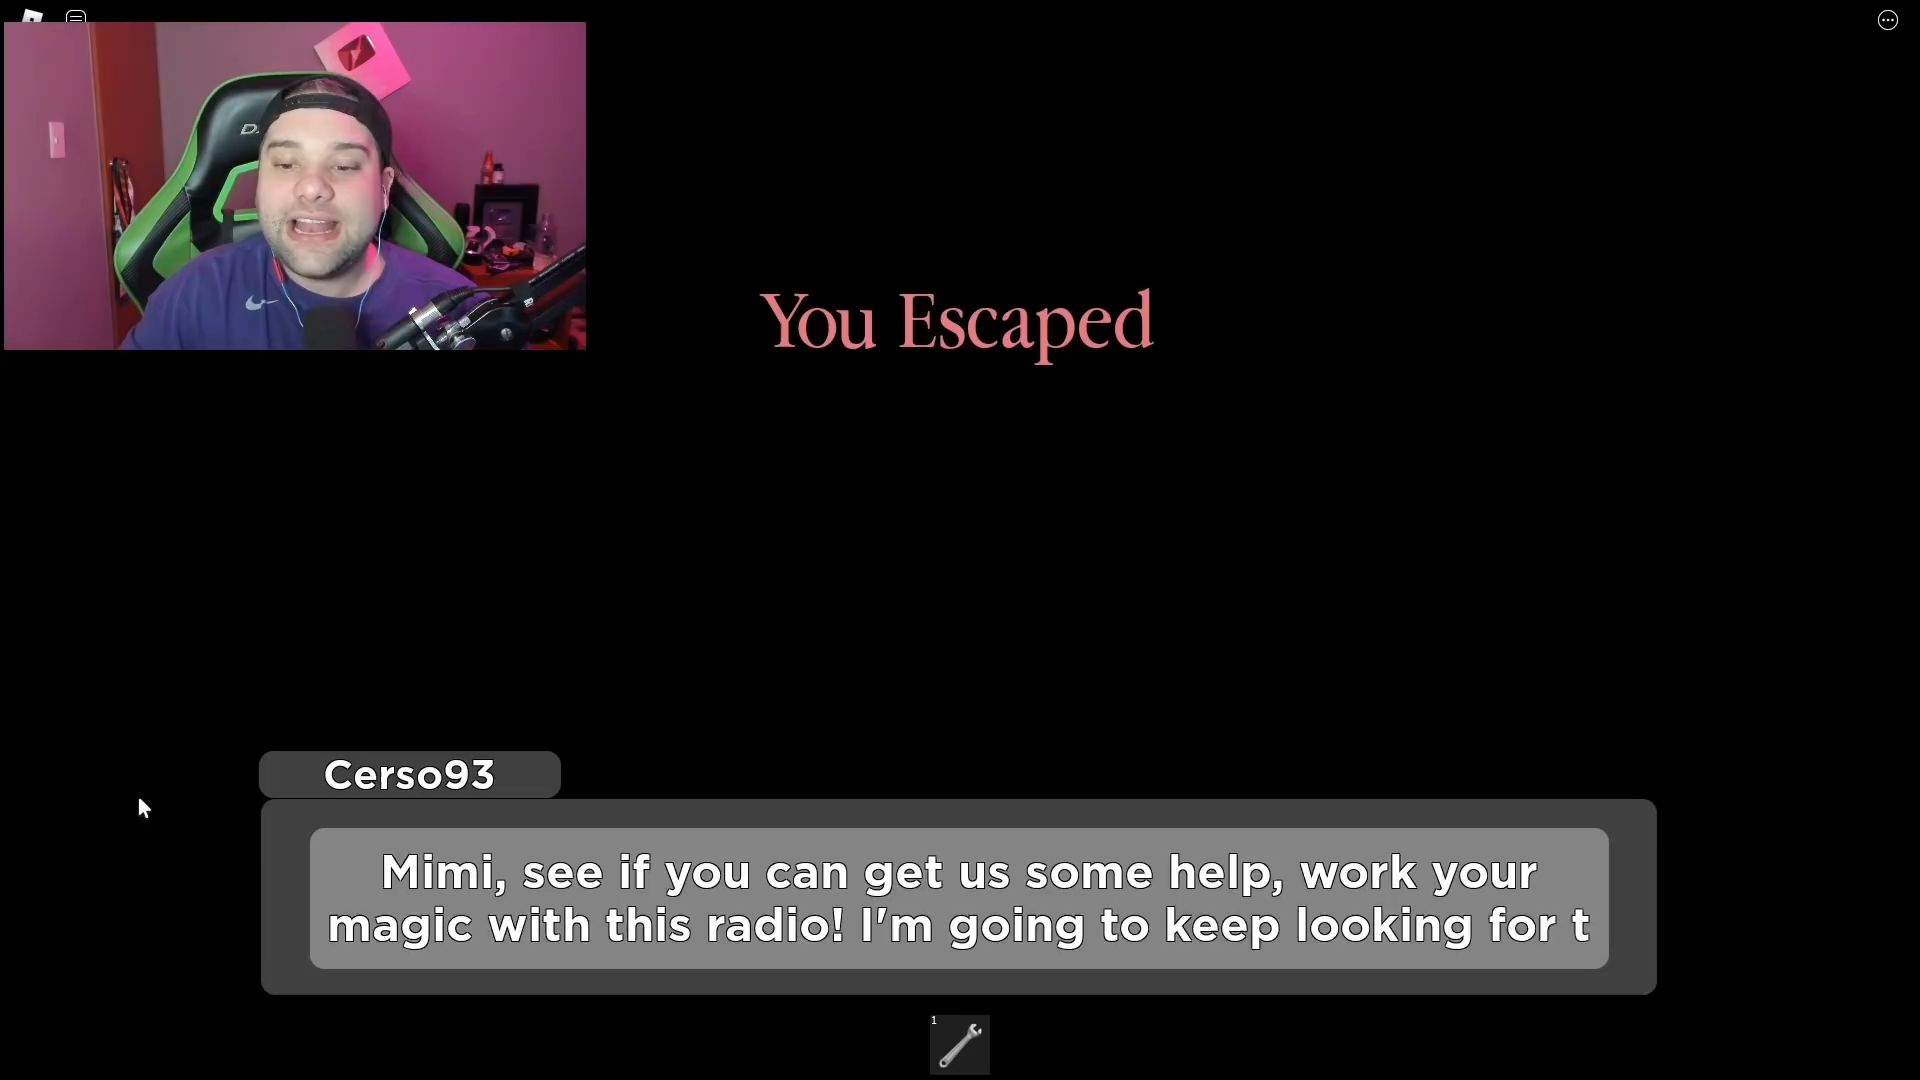 You Escaped
Cerso93
Mimi, see if you can get us some help, work your
magic with this radio! I'm going to keep looking for t
1